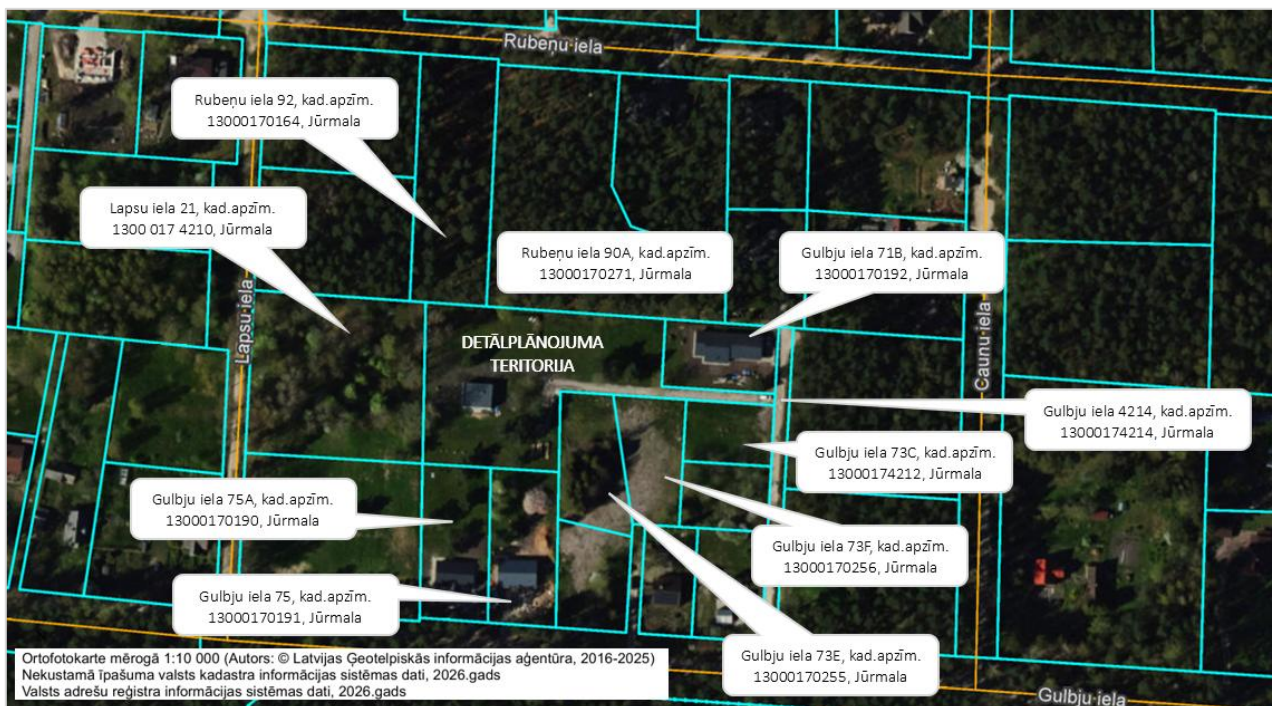 Rubeņu iela
Rubeņu iela 92, kad.apzīm.
13000170164, Jūrmala
Lapsu iela 21, kad.apzīm.
1300 017 4210, Jūrmala
Rubeņu iela 90A, kad.apzīm.
13000170271, Jūrmala
Gulbju iela 71B, kad.apzīm.
13000170192, Jūrmala
Lapsu iela
Caunu iela
DETĀLPLĀNOJUMA
TERITORIJA
Gulbju iela 4214, kad.apzīm.
13000174214, Jūrmala
Gulbju iela 73C, kad.apzīm.
13000174212, Jūrmala
Gulbju iela 75A, kad.apzīm.
13000170190, Jūrmala
Gulbju iela 73F, kad.apzīm.
13000170256, Jūrmala
Gulbju iela 75, kad.apzīm.
13000170191, Jūrmala
Gulbju iela 73E, kad.apzīm.
13000170255, Jūrmala
Ortofotokarte mērogā 1:10 000 (Autors: © Latvijas Ģeotelpiskās informācijas aģentūra, 2016-2025)
Nekustamā īpašuma valsts kadastra informācijas sistēmas dati, 2026.gads
Valsts adrešu reģistra informācijas sistēmas dati, 2026.gads
Gulbju iela